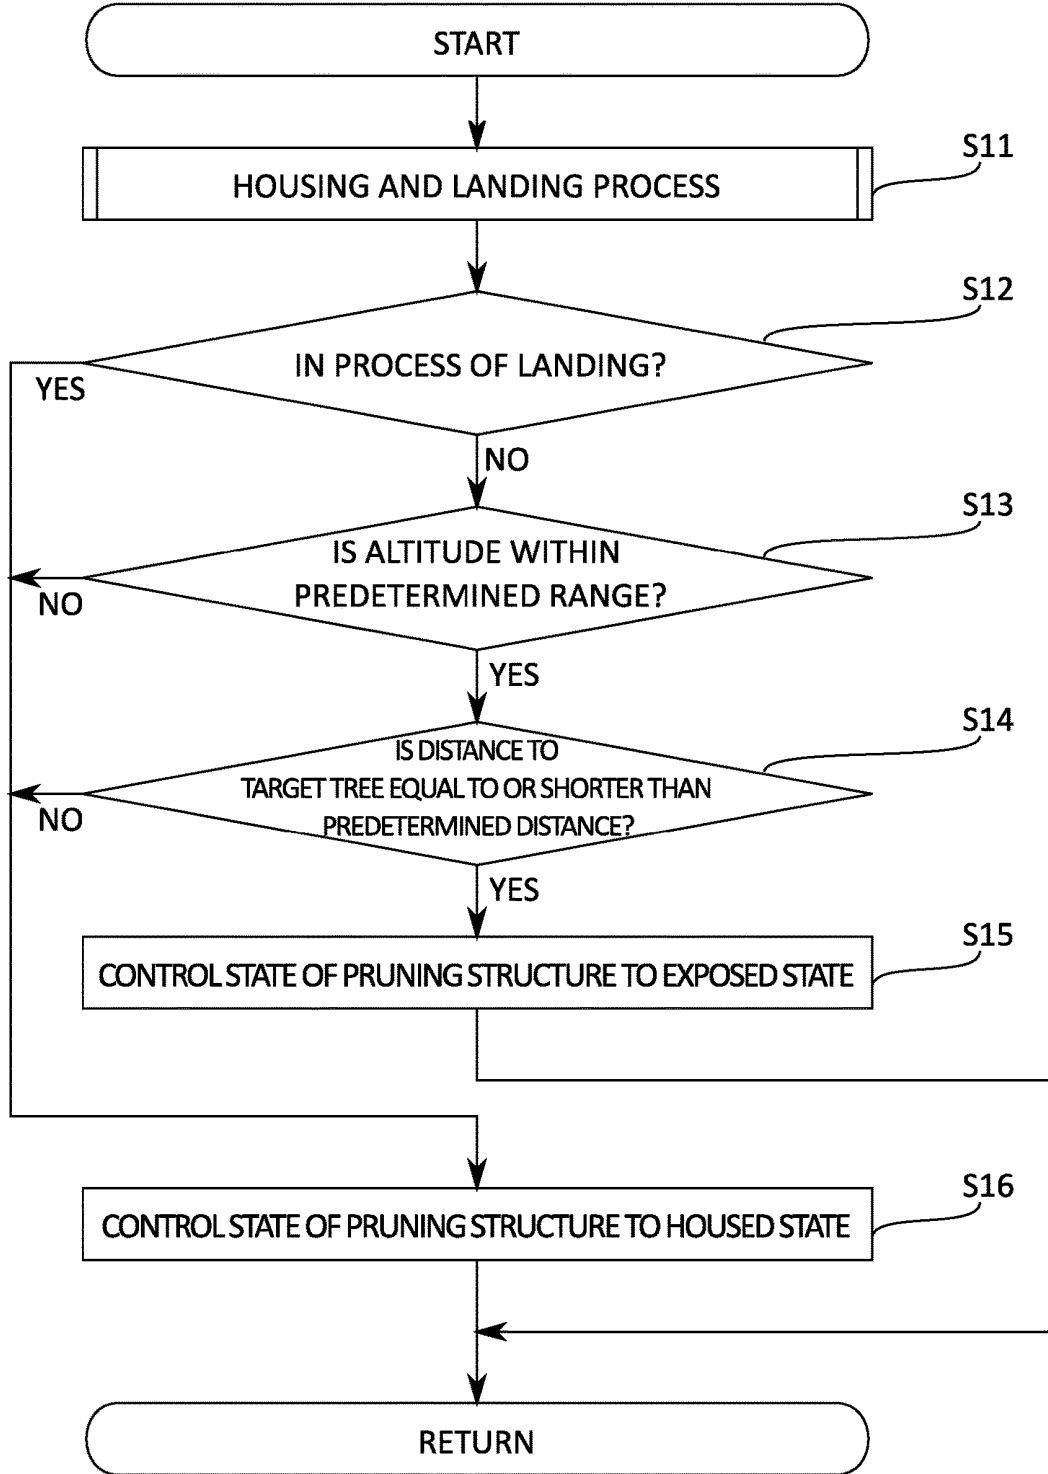 START
HOUSING AND LANDING PROCESS
S11
IN PROCESS OF LANDING?
S12
YES
NO
IS ALTITUDE WITHIN
PREDETERMINED RANGE?
S13
NO
YES
IS DISTANCE TO
TARGET TREE EQUAL TO OR SHORTER THAN
PREDETERMINED DISTANCE?
S14
NO
YES
CONTROL STATE OF PRUNING STRUCTURE TO EXPOSED STATE
S15
CONTROL STATE OF PRUNING STRUCTURE TO HOUSED STATE
S16
RETURN